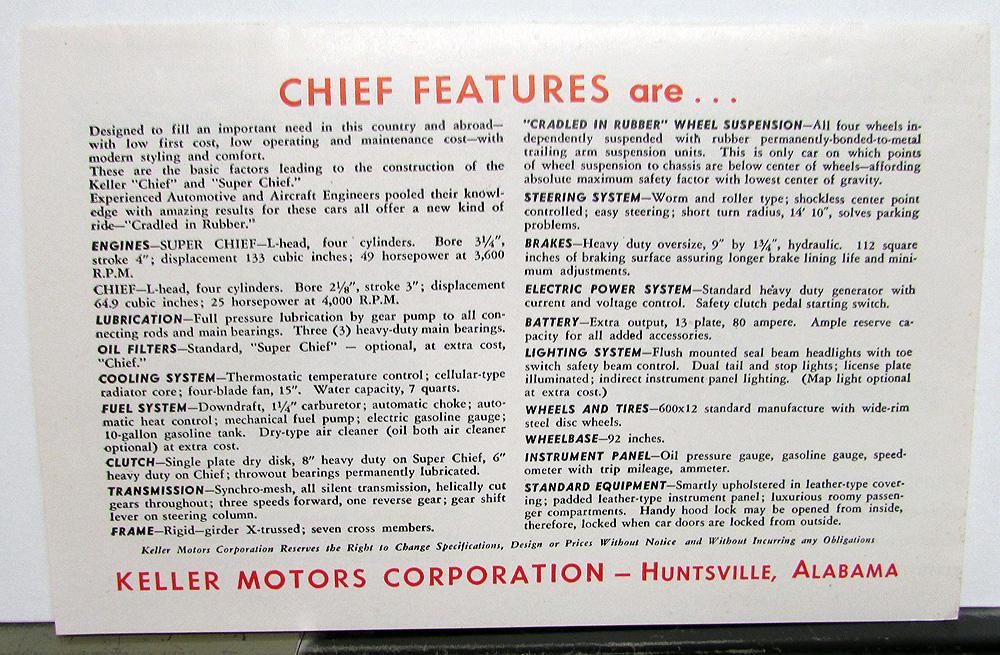 CHIEF FEATURES are...
Designed to fill an important need in this country and abroad—
with low first cost, low operating and maintenance cost—with
modern styling and comfort.
These are the basic factors leading to the construction of the
Keller "Chief" and "Super Chief."
Experienced Automotive and Aircraft Engineers pooled their knowl-
edge with amazing results for these cars all offer a new kind of
ride—"Cradled in Rubber."
ENGINES—SUPER CHIEF—L-head, four cylinders. Bore 3¼",
stroke 4"; displacement 133 cubic inches; 49 horsepower at 3,600
R.P.M.
CHIEF—L-head, four cylinders. Bore 2⅛", stroke 3"; displacement
64.9 cubic inches; 25 horsepower at 4,000 R.P.M.
LUBRICATION—Full pressure lubrication by gear pump to all con-
necting rods and main bearings. Three (3) heavy-duty main bearings.
OIL FILTERS—Standard, "Super Chief" — optional, at extra cost,
"Chief."
COOLING SYSTEM—Thermostatic temperature control; cellular-type
radiator core; four-blade fan, 15". Water capacity, 7 quarts.
FUEL SYSTEM—Downdraft, 1¼" carburetor; automatic choke; auto-
matic heat control; mechanical fuel pump; electric gasoline gauge;
10-gallon gasoline tank. Dry-type air cleaner (oil both air cleaner
optional) at extra cost.
CLUTCH—Single plate dry disk, 8" heavy duty on Super Chief, 6"
heavy duty on Chief; throwout bearings permanently lubricated.
TRANSMISSION—Synchro-mesh, all silent transmission, helically cut
gears throughout; three speeds forward, one reverse gear; gear shift
lever on steering column.
FRAME—Rigid—girder X-trussed; seven cross members.
"CRADLED IN RUBBER" WHEEL SUSPENSION—All four wheels in-
dependently suspended with rubber permanently-bonded-to-metal
trailing arm suspension units. This is only car on which points
of wheel suspension to chassis are below center of wheels—affording
absolute maximum safety factor with lowest center of gravity.
STEERING SYSTEM—Worm and roller type; shockless center point
controlled; easy steering; short turn radius, 14' 10", solves parking
problems.
BRAKES—Heavy duty oversize, 9" by 1¾", hydraulic. 112 square
inches of braking surface assuring longer brake lining life and mini-
mum adjustments.
ELECTRIC POWER SYSTEM—Standard heavy duty generator with
current and voltage control. Safety clutch pedal starting switch.
BATTERY—Extra output, 13 plate, 80 ampere. Ample reserve ca-
pacity for all added accessories.
LIGHTING SYSTEM—Flush mounted seal beam headlights with toe
switch safety beam control. Dual tail and stop lights; license plate
illuminated; indirect instrument panel lighting. (Map light optional
at extra cost.)
WHEELS AND TIRES—600x12 standard manufacture with wide-rim
steel disc wheels.
WHEELBASE—92 inches.
INSTRUMENT PANEL—Oil pressure gauge, gasoline gauge, speed-
ometer with trip mileage, ammeter.
STANDARD EQUIPMENT—Smartly upholstered in leather-type cover-
ing; padded leather-type instrument panel; luxurious roomy passen-
ger compartments. Handy hood lock may be opened from inside,
therefore, locked when car doors are locked from outside.
Keller Motors Corporation Reserves the Right to Change Specifications, Design or Prices Without Notice and Without Incurring any Obligations
KELLER MOTORS CORPORATION — HUNTSVILLE, ALABAMA